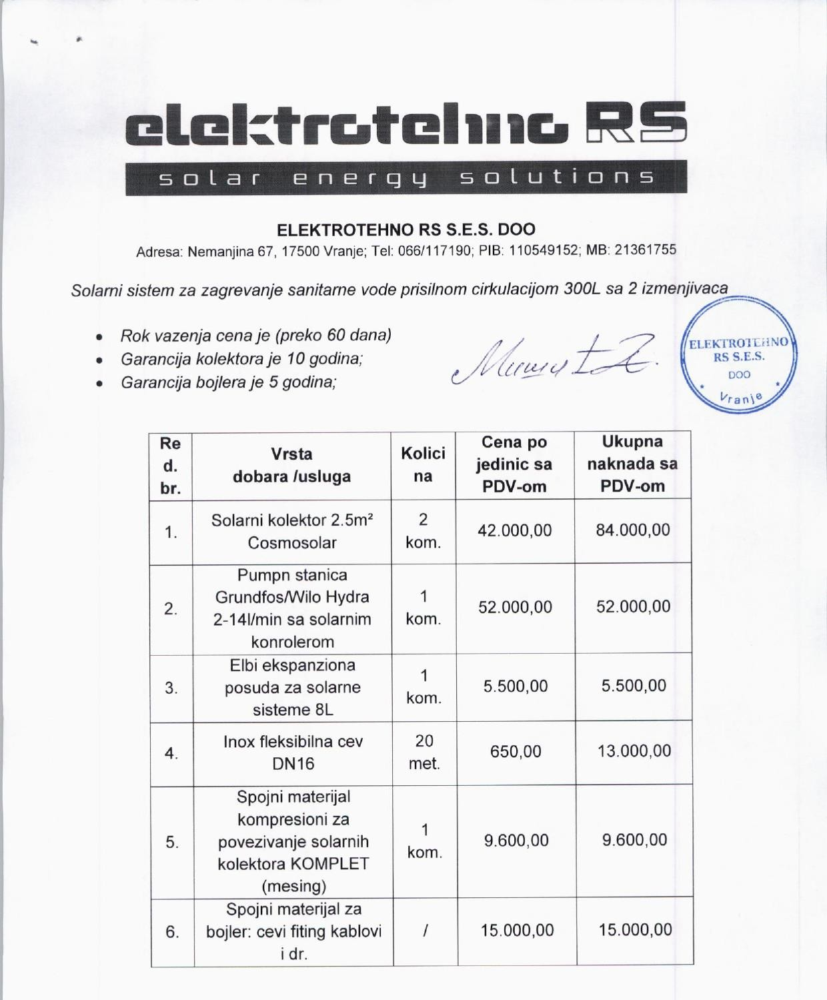 elektrotehno RS
solar energy solutions
ELEKTROTEHNO RS S.E.S. DOO
Adresa: Nemanjina 67, 17500 Vranje; Tel: 066/117190; PIB: 110549152; MB: 21361755
Solarni sistem za zagrevanje sanitarne vode prisilnom cirkulacijom 300L sa 2 izmenjivaca
• Rok vazenja cena je (preko 60 dana)
• Garancija kolektora je 10 godina;
• Garancija bojlera je 5 godina;
ELEKTROTEHNO
RS S.E.S.
DOO
* Vranje *
Re
d.
br.
Vrsta
dobara /usluga
Kolici
na
Cena po
jedinic sa
PDV-om
Ukupna
naknada sa
PDV-om
1.
Solarni kolektor 2.5m²
Cosmosolar
2
kom.
42.000,00
84.000,00
2.
Pumpn stanica
Grundfos/Wilo Hydra
2-14l/min sa solarnim
konrolerom
1
kom.
52.000,00
52.000,00
3.
Elbi ekspanziona
posuda za solarne
sisteme 8L
1
kom.
5.500,00
5.500,00
4.
Inox fleksibilna cev
DN16
20
met.
650,00
13.000,00
5.
Spojni materijal
kompresioni za
povezivanje solarnih
kolektora KOMPLET
(mesing)
1
kom.
9.600,00
9.600,00
6.
Spojni materijal za
bojler: cevi fiting kablovi
i dr.
/
15.000,00
15.000,00